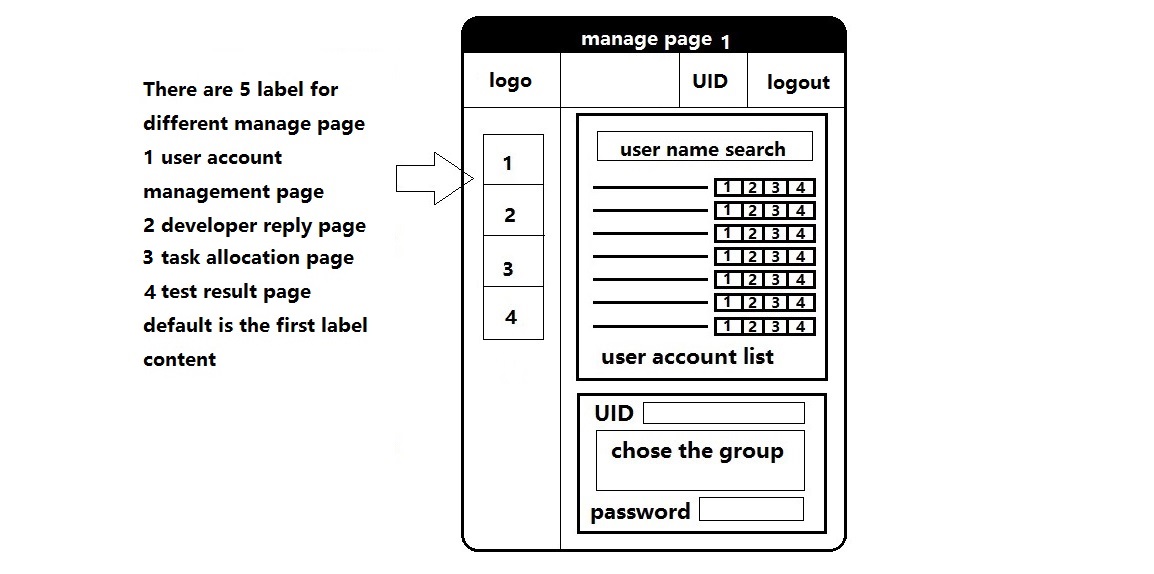 There are 5 label for
different manage page
1 user account
management page
2 developer reply page
3 task allocation page
4 test result page
default is the first label
content
manage page 1
logo
UID
logout
1
2
3
4
user name search
1 2 3 4
1 2 3 4
1 2 3 4
1 2 3 4
1 2 3 4
1 2 3 4
1 2 3 4
user account list
UID
chose the group
password